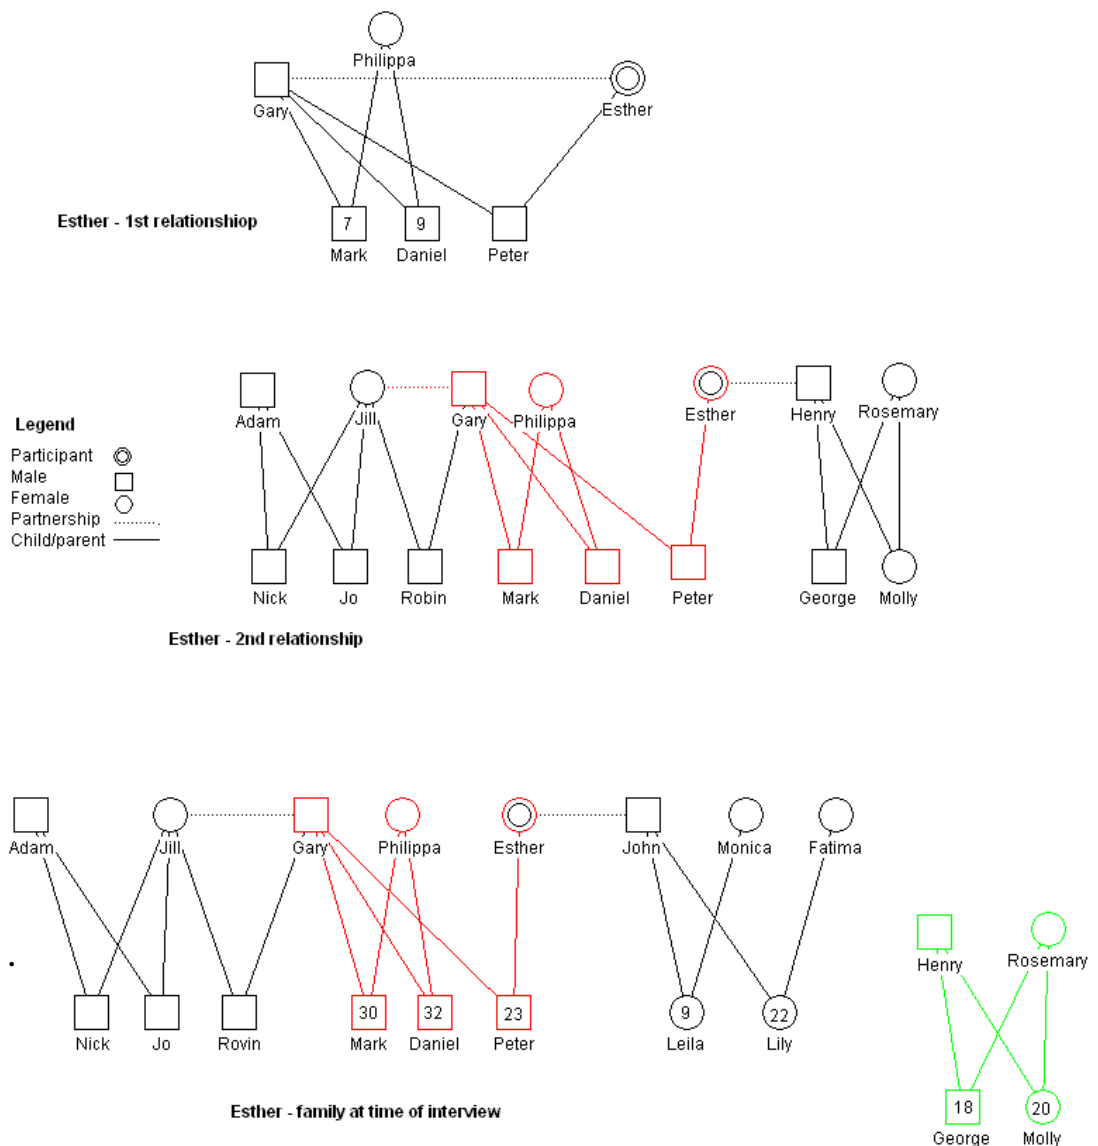 Philippa
Gary Esther
7 9
Mark Daniel Peter
Esther - 1st relationshiop
Adam Jill Gary Philippa Esther Henry Rosemary
Legend
Participant
Male
Female
Partnership
Child/parent
Nick Jo Robin Mark Daniel Peter George Molly
Esther - 2nd relationship
Adam Jill Gary Philippa Esther John Monica Fatima
Henry Rosemary
30 32 23 9 22
Nick Jo Rovin Mark Daniel Peter Leila Lily
18 20
George Molly
Esther - family at time of interview